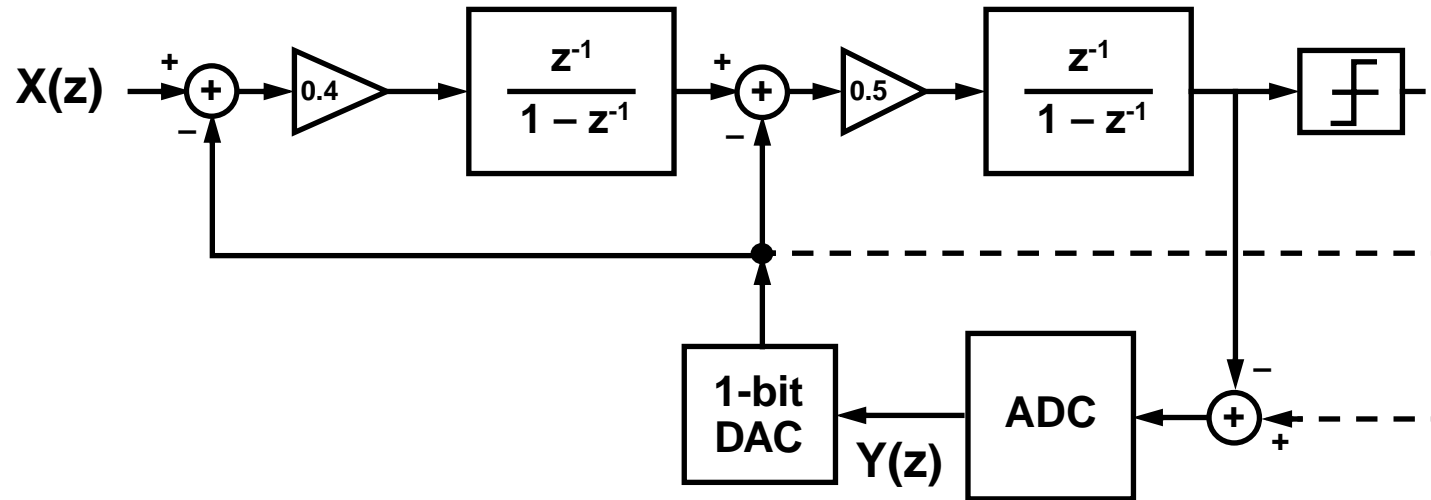 X(z)
+
–
+
0.4
z⁻¹
1 – z⁻¹
+
–
+
0.5
z⁻¹
1 – z⁻¹
1-bit
DAC
Y(z)
ADC
–
+
+